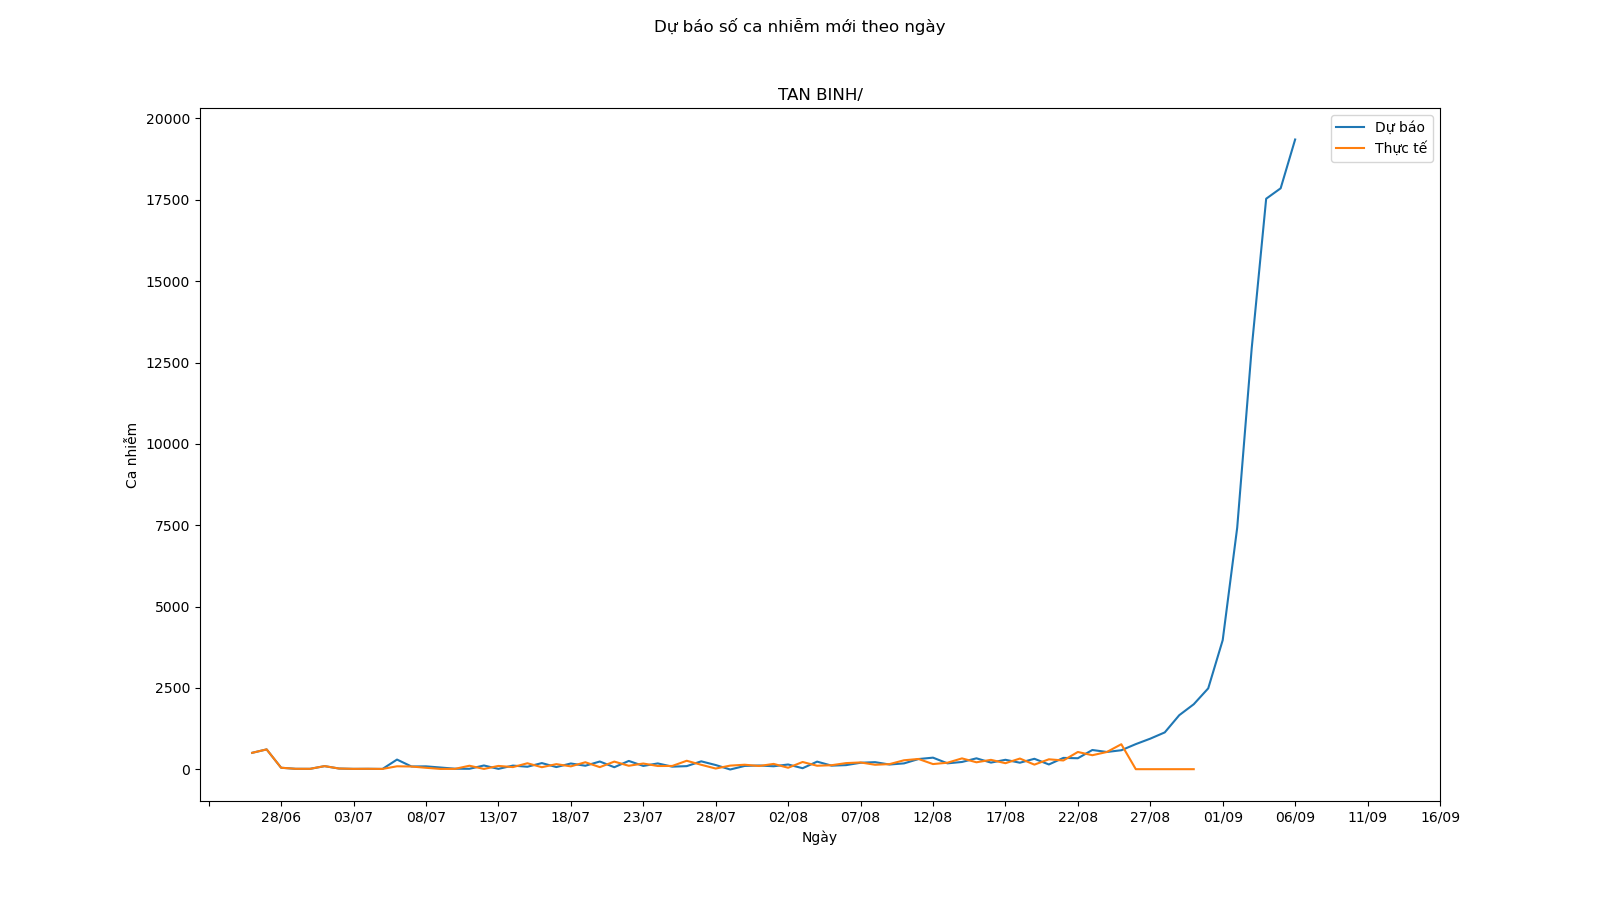 Dự báo số ca nhiễm mới theo ngày
TAN BINH/
20000
17500
15000
12500
10000
7500
5000
2500
0
Ca nhiễm
Dự báo
Thực tế
28/06 03/07 08/07 13/07 18/07 23/07 28/07 02/08 07/08 12/08 17/08 22/08 27/08 01/09 06/09 11/09 16/09
Ngày